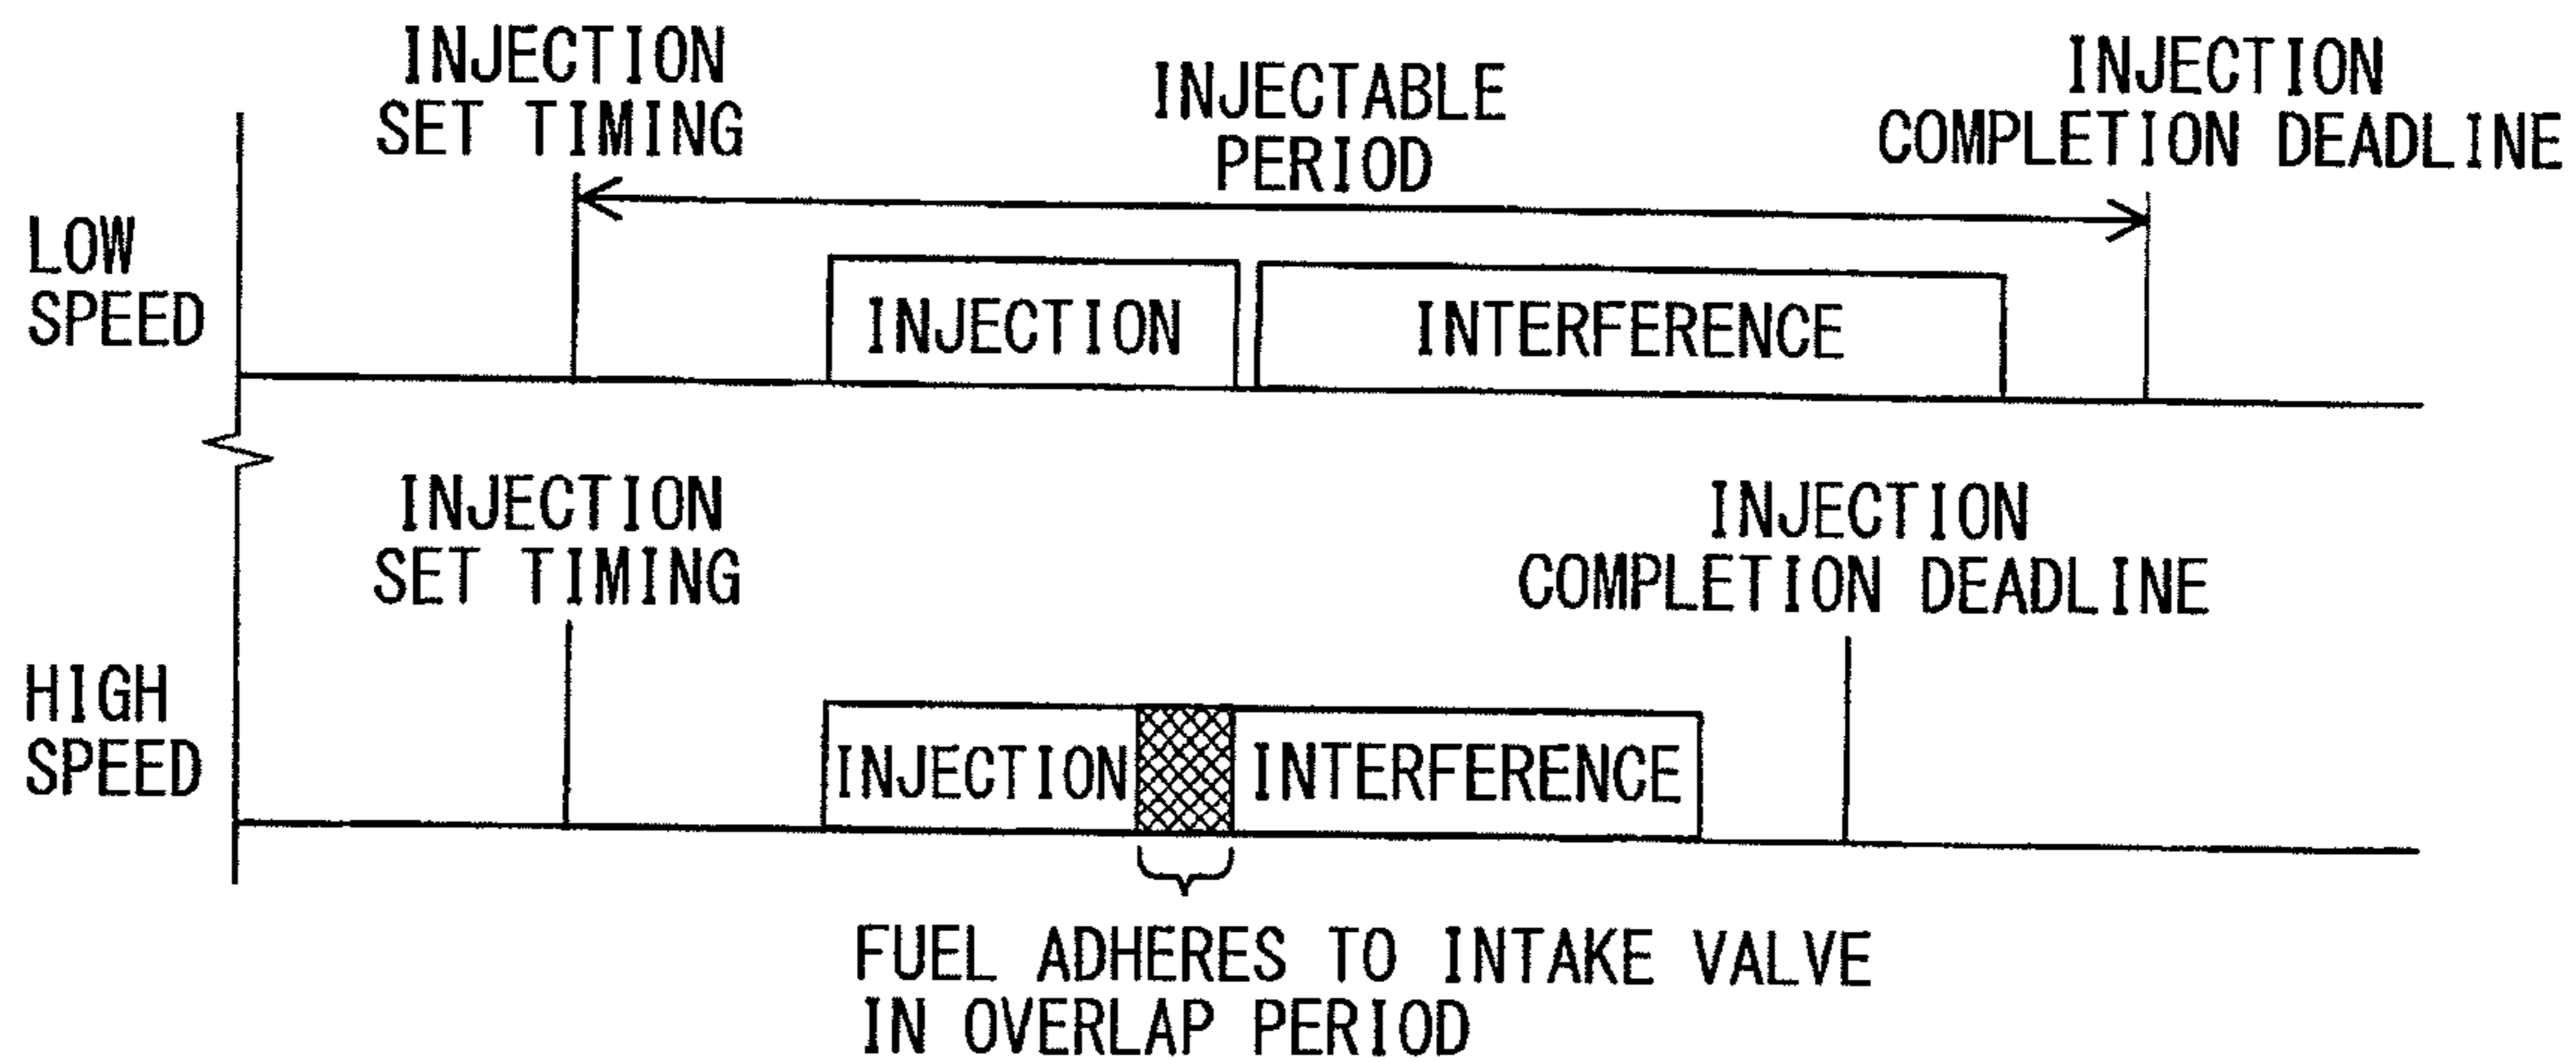 INJECTION
SET TIMING
INJECTABLE
PERIOD
INJECTION
COMPLETION DEADLINE
LOW
SPEED
INJECTION
INTERFERENCE
INJECTION
SET TIMING
INJECTION
COMPLETION DEADLINE
HIGH
SPEED
INJECTION
INTERFERENCE
FUEL ADHERES TO INTAKE VALVE
IN OVERLAP PERIOD